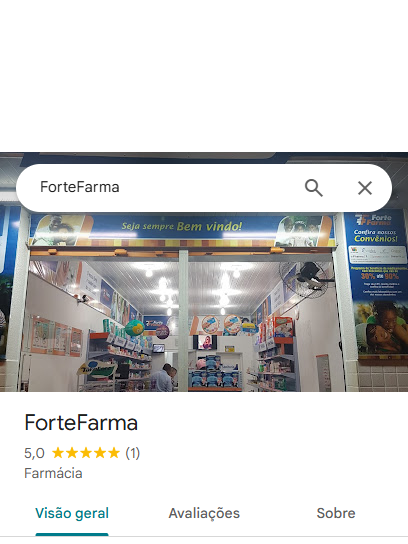 ForteFarma
Seja sempre Bem vindo!
Forte
Farma
Confira nossos
Convênios!
ForteFarma
5,0 (1)
Farmácia
Visão geral
Avaliações
Sobre